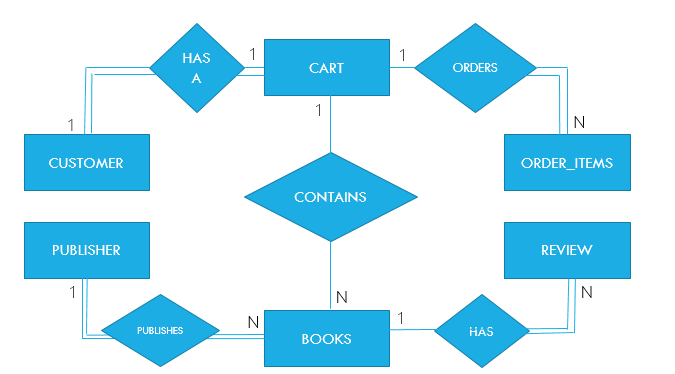 HAS
A
1
CART
1
ORDERS
1
1
N
CUSTOMER
ORDER_ITEMS
CONTAINS
PUBLISHER
REVIEW
1
N
N
PUBLISHES
N
BOOKS
1
HAS